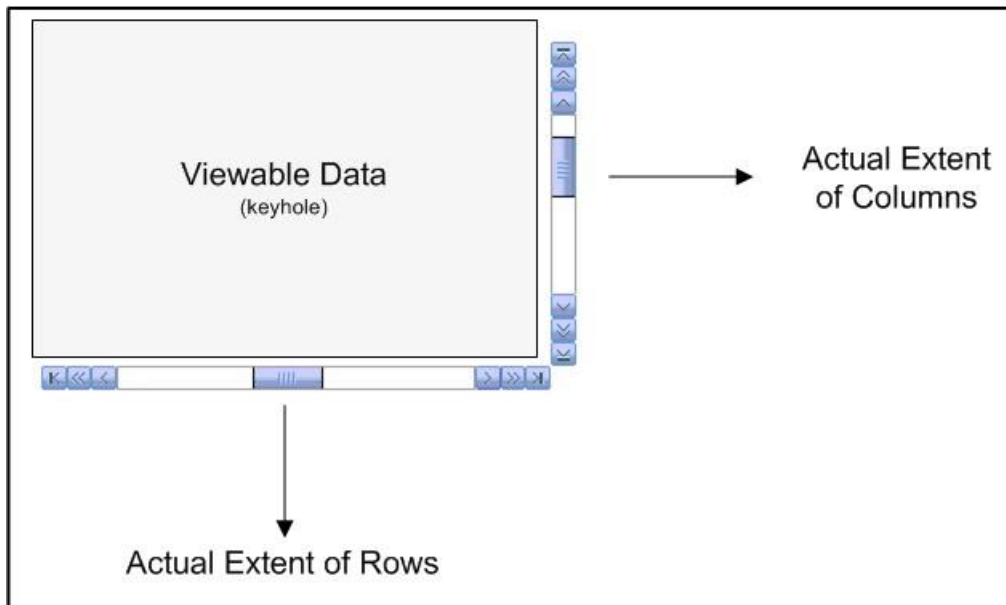 Viewable Data
(keyhole)
Actual Extent
of Columns
Actual Extent of Rows